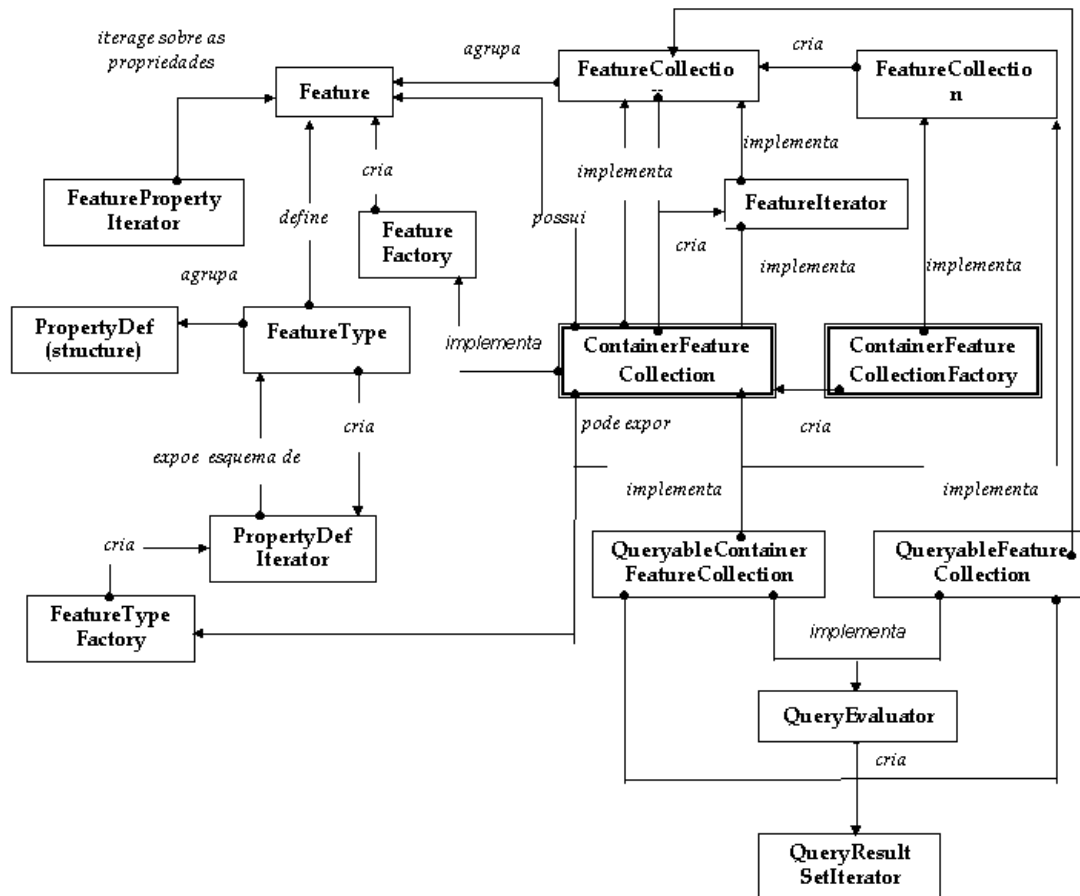 iterage sobre as
propriedades
agrupa
cria
FeatureCollectio
n
FeatureCollectio
n
Feature
implementa
implementa
cria
FeatureProperty
Iterator
FeatureIterator
define
Feature
Factory
possui
cria
implementa
implementa
agrupa
PropertyDef
(structure)
FeatureType
implementa
ContainerFeature
Collection
ContainerFeature
CollectionFactory
cria
pode expor
cria
expoe esquema de
implementa
implementa
cria
PropertyDef
Iterator
QueryableContainer
FeatureCollection
QueryableFeature
Collection
FeatureType
Factory
implementa
QueryEvaluator
cria
QueryResult
SetIterator